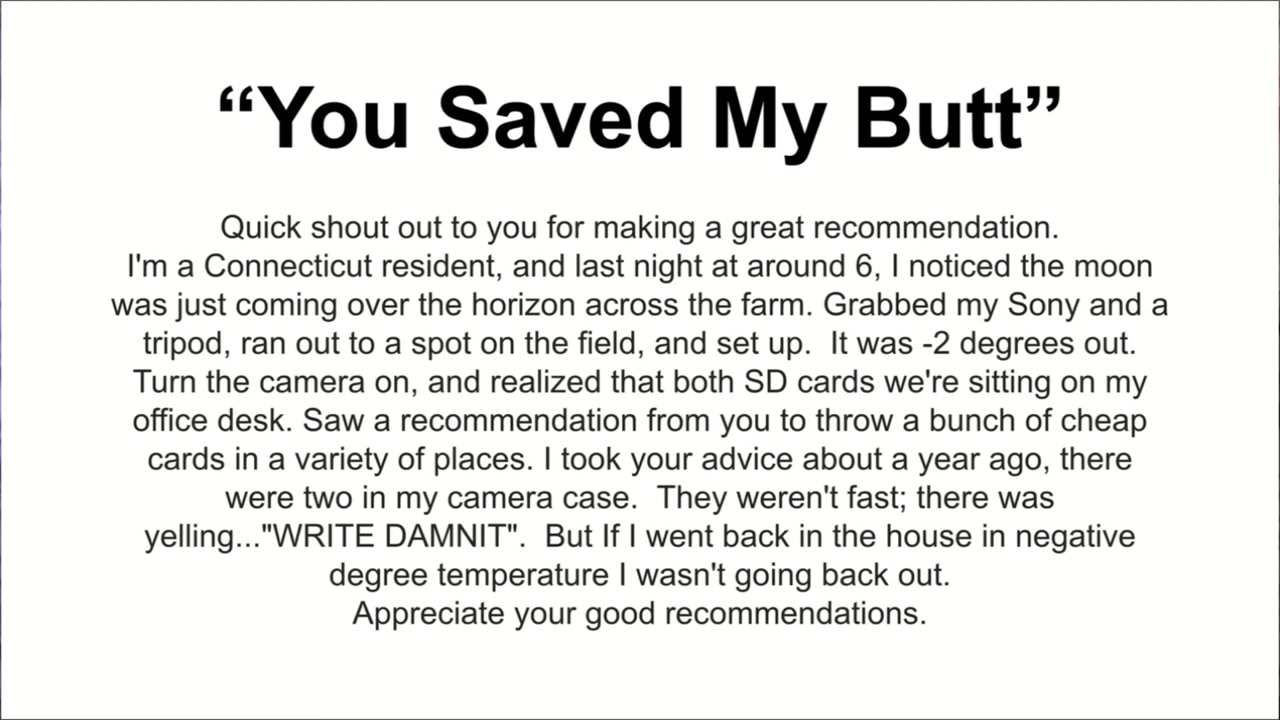 “You Saved My Butt”
Quick shout out to you for making a great recommendation.
I'm a Connecticut resident, and last night at around 6, I noticed the moon
was just coming over the horizon across the farm. Grabbed my Sony and a
tripod, ran out to a spot on the field, and set up.  It was -2 degrees out.
Turn the camera on, and realized that both SD cards we're sitting on my
office desk. Saw a recommendation from you to throw a bunch of cheap
cards in a variety of places. I took your advice about a year ago, there
were two in my camera case.  They weren't fast; there was
yelling..."WRITE DAMNIT".  But If I went back in the house in negative
degree temperature I wasn't going back out.
Appreciate your good recommendations.